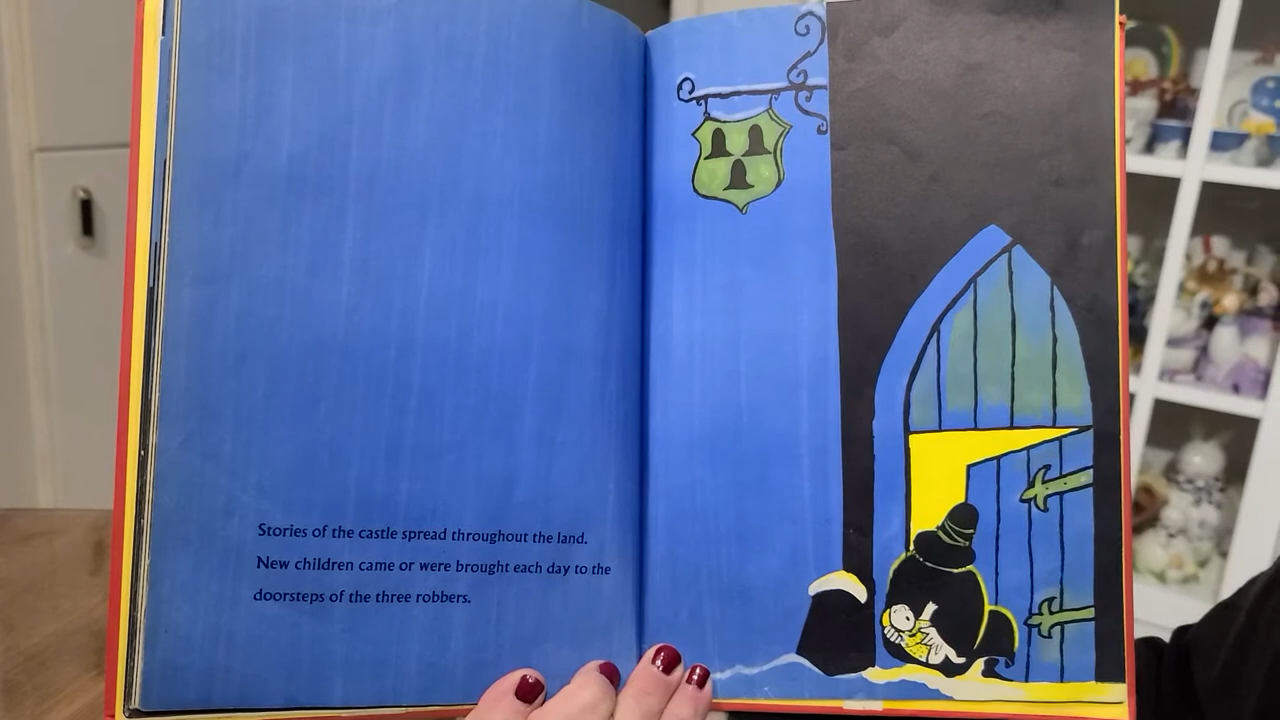 Stories of the castle spread throughout the land.
New children came or were brought each day to the
doorsteps of the three robbers.